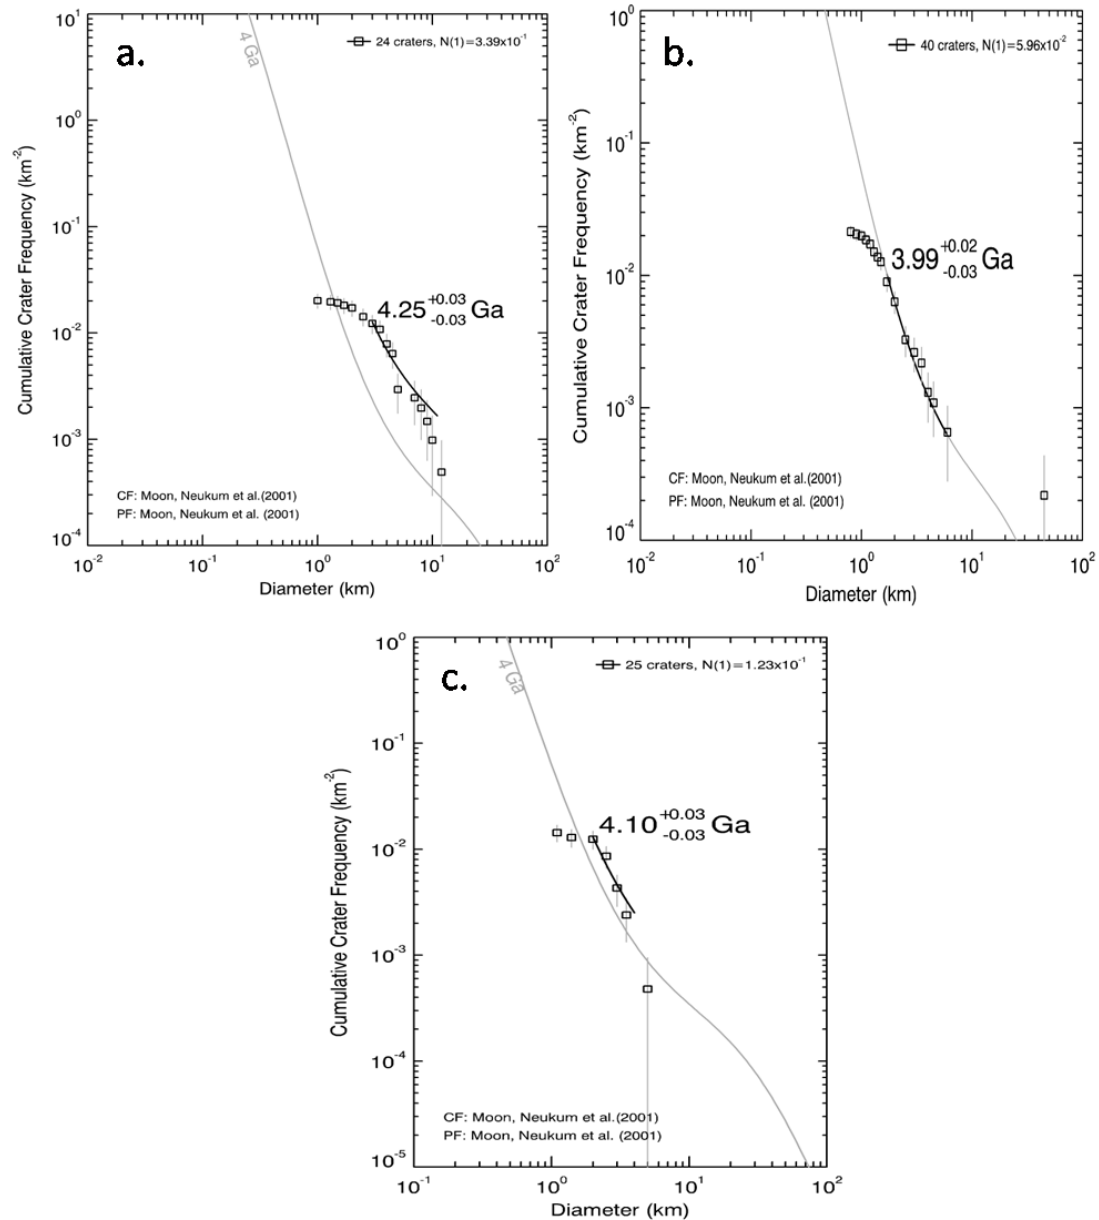 a.
4 Ga
24 craters, N(1)=3.39x10⁻¹
4.25 +0.03 -0.03 Ga
CF: Moon, Neukum et al.(2001)
PF: Moon, Neukum et al. (2001)
Cumulative Crater Frequency (km⁻²)
10¹
10⁰
10⁻¹
10⁻²
10⁻³
10⁻⁴
10⁻² 10⁻¹ 10⁰ 10¹ 10²
Diameter (km)
b.
40 craters, N(1)=5.96x10⁻²
3.99 +0.02 -0.03 Ga
CF: Moon, Neukum et al.(2001)
PF: Moon, Neukum et al. (2001)
Cumulative Crater Frequency (km⁻²)
10⁰
10⁻¹
10⁻²
10⁻³
10⁻⁴
10⁻² 10⁻¹ 10⁰ 10¹ 10²
Diameter (km)
c.
4 Ga
25 craters, N(1)=1.23x10⁻¹
4.10 +0.03 -0.03 Ga
CF: Moon, Neukum et al.(2001)
PF: Moon, Neukum et al. (2001)
Cumulative Crater Frequency (km⁻²)
10⁰
10⁻¹
10⁻²
10⁻³
10⁻⁴
10⁻⁵
10⁻¹ 10⁰ 10¹ 10²
Diameter (km)